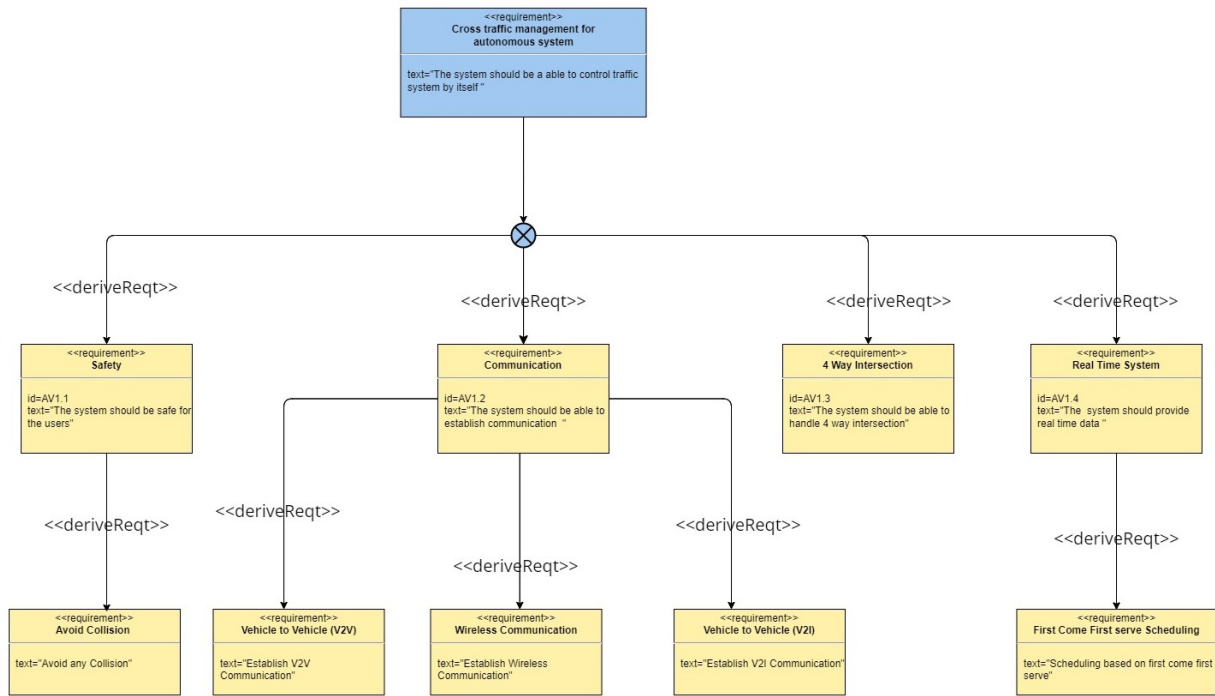 <<requirement>>
Cross traffic management for
autonomous system
text="The system should be a able to control traffic
system by itself "
<<deriveReqt>>
<<deriveReqt>>
<<deriveReqt>>
<<deriveReqt>>
<<requirement>>
Safety
id=AV1.1
text="The system should be safe for
the users"
<<requirement>>
Communication
id=AV1.2
text="The system should be able to
establish communication "
<<requirement>>
4 Way Intersection
id=AV1.3
text="The system should be able to
handle 4 way intersection"
<<requirement>>
Real Time System
id=AV1.4
text="The system should provide
real time data "
<<deriveReqt>>
<<deriveReqt>>
<<deriveReqt>>
<<deriveReqt>>
<<deriveReqt>>
<<requirement>>
Avoid Collision
text="Avoid any Collision"
<<requirement>>
Vehicle to Vehicle (V2V)
text="Establish V2V
Communication"
<<requirement>>
Wireless Communication
text="Establish Wireless
Communication"
<<requirement>>
Vehicle to Vehicle (V2I)
text="Establish V2I Communication"
<<requirement>>
First Come First serve Scheduling
text="Scheduling based on first come first
serve"